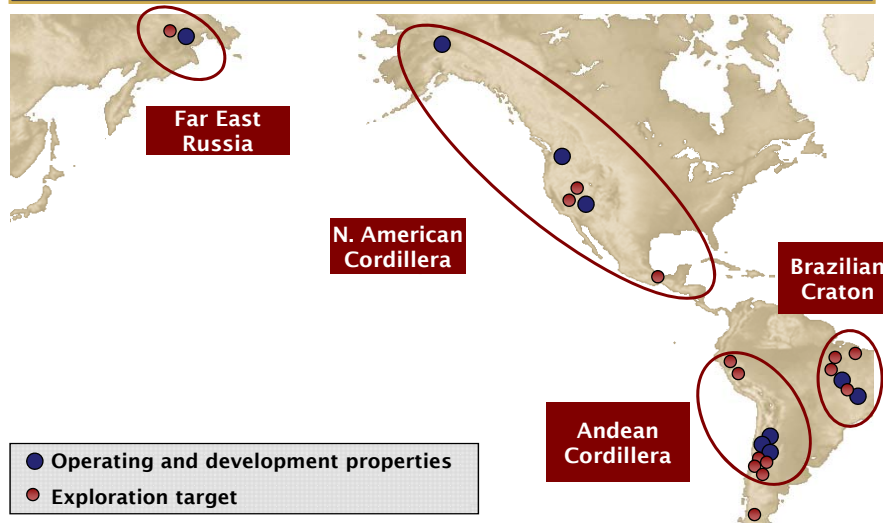 Far East
Russia
N. American
Cordillera
Brazilian
Craton
Andean
Cordillera
Operating and development properties
Exploration target